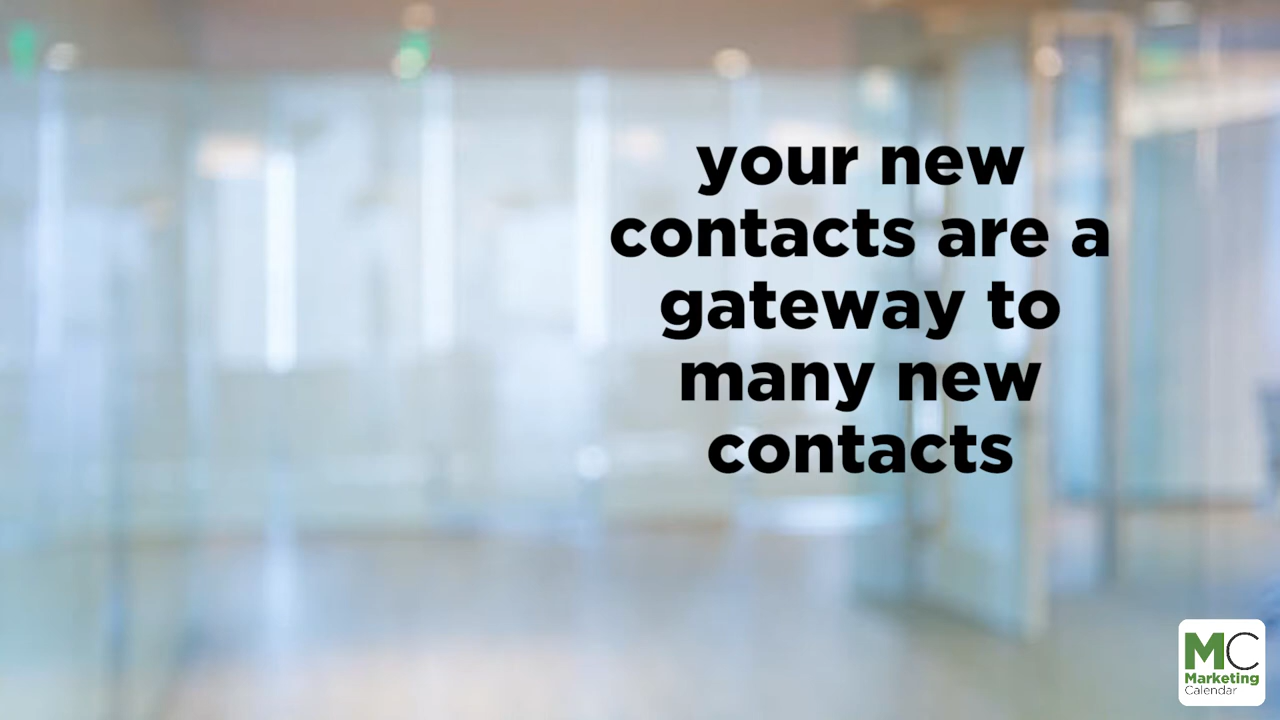 your new
contacts are a
gateway to
many new
contacts
MC
Marketing
Calendar